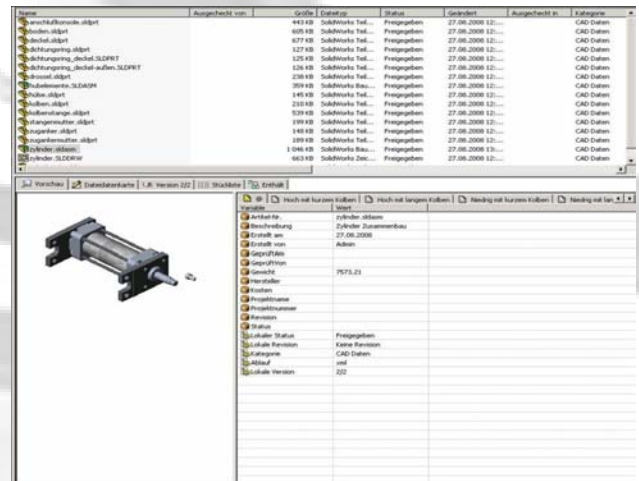 Name Ausgecheckt von Größe Dateityp Status Geändert Ausgecheckt in Kategorie
anschlußkonsole.sldprt 443 KB SolidWorks Teil... Freigegeben 27.08.2008 12:... CAD Daten
boden.sldprt 605 KB SolidWorks Teil... Freigegeben 27.08.2008 12:... CAD Daten
deckel.sldprt 677 KB SolidWorks Teil... Freigegeben 27.08.2008 12:... CAD Daten
dichtungsring.sldprt 127 KB SolidWorks Teil... Freigegeben 27.08.2008 12:... CAD Daten
dichtungsring_deckel.SLDPRT 125 KB SolidWorks Teil... Freigegeben 27.08.2008 12:... CAD Daten
dichtungsring_deckel-außen.SLDPRT 126 KB SolidWorks Teil... Freigegeben 27.08.2008 12:... CAD Daten
drossel.sldprt 238 KB SolidWorks Teil... Freigegeben 27.08.2008 12:... CAD Daten
hubelemente.SLDASM 359 KB SolidWorks Bau... Freigegeben 27.08.2008 12:... CAD Daten
hülse.sldprt 145 KB SolidWorks Teil... Freigegeben 27.08.2008 12:... CAD Daten
kolben.sldprt 210 KB SolidWorks Teil... Freigegeben 27.08.2008 12:... CAD Daten
kolbenstange.sldprt 539 KB SolidWorks Teil... Freigegeben 27.08.2008 12:... CAD Daten
stangenmutter.sldprt 199 KB SolidWorks Teil... Freigegeben 27.08.2008 12:... CAD Daten
zuganker.sldprt 148 KB SolidWorks Teil... Freigegeben 27.08.2008 12:... CAD Daten
zugankermutter.sldprt 189 KB SolidWorks Teil... Freigegeben 27.08.2008 12:... CAD Daten
zylinder.sldasm 1 046 KB SolidWorks Bau... Freigegeben 27.08.2008 13:... CAD Daten
zylinder.SLDDRW 663 KB SolidWorks Zeic... Freigegeben 27.08.2008 12:... CAD Daten
Vorschau Dateidatenkarte Version 2/2 Stückliste Enthält
@ Hoch mit kurzem Kolben Hoch mit langem Kolben Niedrig mit kurzem Kolben Niedrig mit lan
Variable Wert
Artikel-Nr. zylinder.sldasm
Beschreibung Zylinder Zusammenbau
Erstellt am 27.08.2008
Erstellt von Admin
GeprüftAm
GeprüftVon
Gewicht 7573.21
Hersteller
Kosten
Projektname
Projektnummer
Revision
Status
Lokaler Status Freigegeben
Lokale Revision Keine Revision
Kategorie CAD Daten
Ablauf xml
Lokale Version 2/2